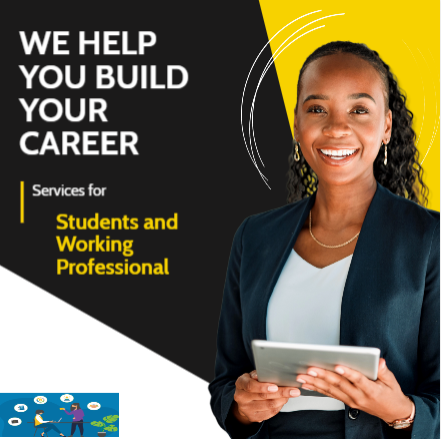 WE HELP
YOU BUILD
YOUR
CAREER
Services for
Students and
Working
Professional